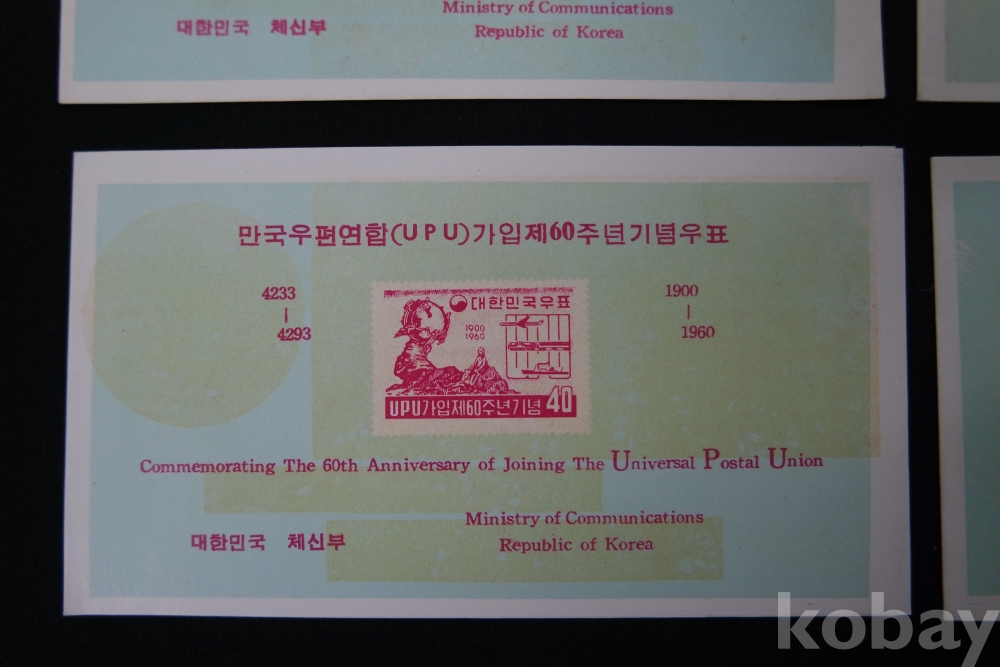 Ministry of Communications
대한민국 체신부 Republic of Korea
만국우편연합(UPU)가입제60주년기념우표
4233
|
4293
1900
|
1960
대한민국우표
1900
1960
UPU가입제60주년기념 40
Commemorating The 60th Anniversary of Joining The Universal Postal Union
Ministry of Communications
대한민국 체신부 Republic of Korea
kobay